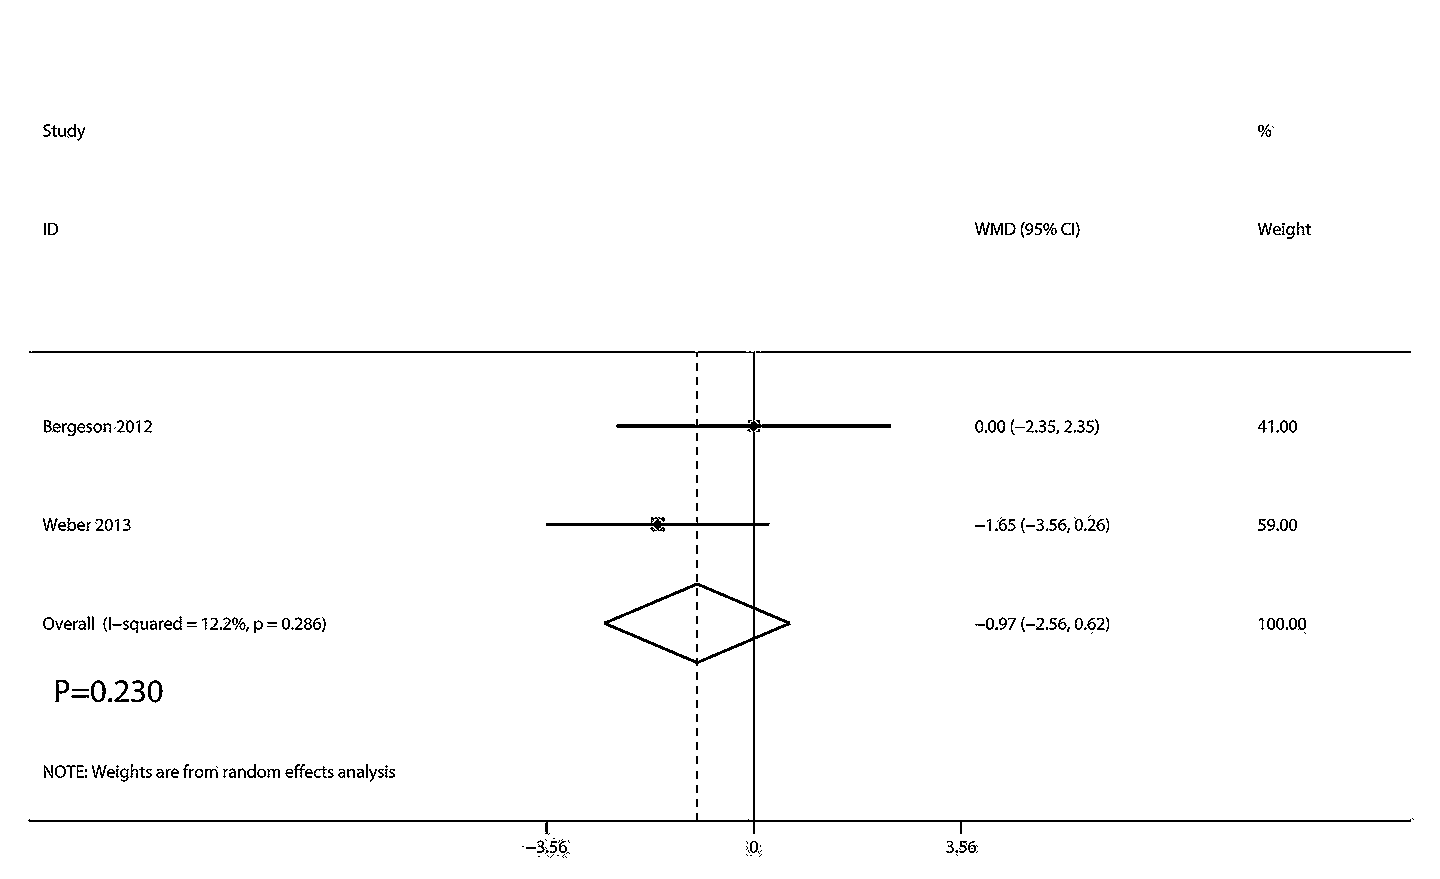 Study %
ID WMD (95% CI) Weight
Bergeson 2012 0.00 (−2.35, 2.35) 41.00
Weber 2013 −1.65 (−3.56, 0.26) 59.00
Overall (I−squared = 12.2%, p = 0.286) −0.97 (−2.56, 0.62) 100.00
P=0.230
NOTE: Weights are from random effects analysis
−3.56 0 3.56